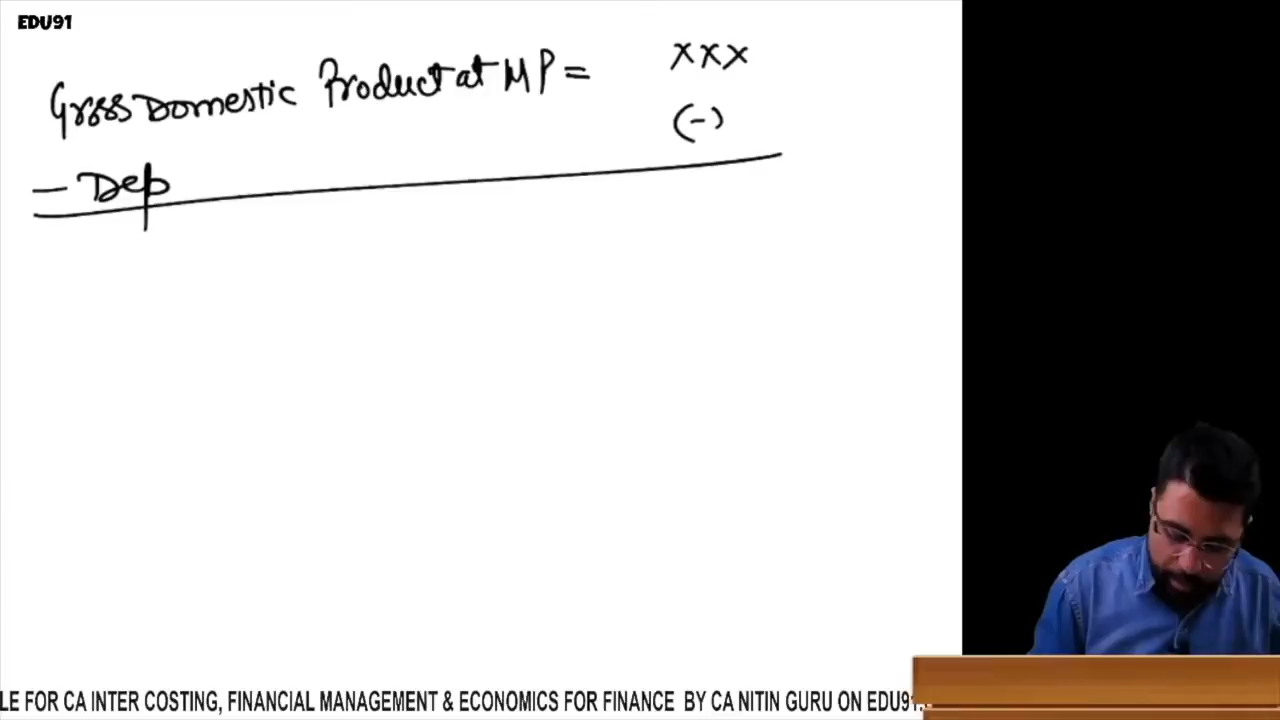 EDU91
Gross Domestic Product at MP = xxx
(-)
- Dep
LE FOR CA INTER COSTING, FINANCIAL MANAGEMENT & ECONOMICS FOR FINANCE BY CA NITIN GURU ON EDU91.